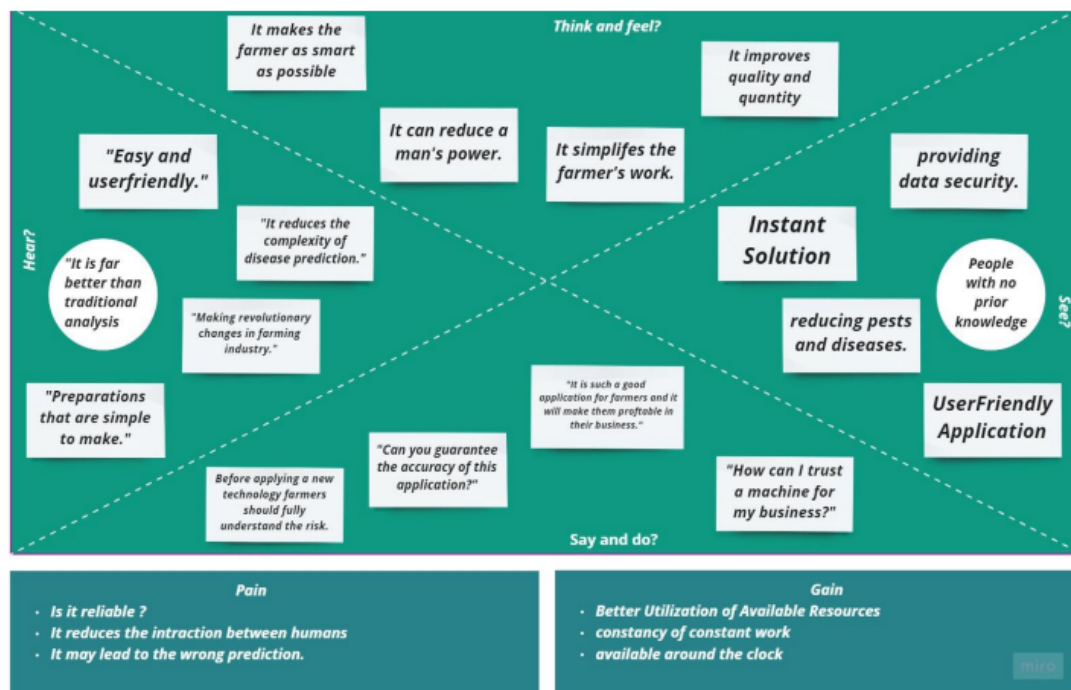 Think and feel?
It makes the
farmer as smart
as possible
It can reduce a
man's power.
It simplifes the
farmer's work.
It improves
quality and
quantity
Hear?
"Easy and
userfriendly."
"It reduces the
complexity of
disease prediction."
"It is far
better than
traditional
analysis
"Making revolutionary
changes in farming
industry."
"Preparations
that are simple
to make."
See?
providing
data security.
Instant
Solution
People
with no
prior
knowledge
reducing pests
and diseases.
UserFriendly
Application
"It is such a good
application for farmers and it
will make them proftable in
their business."
"Can you guarantee
the accuracy of this
application?"
Before applying a new
technology farmers
should fully
understand the risk.
"How can I trust
a machine for
my business?"
Say and do?
Pain
· Is it reliable ?
· It reduces the intraction between humans
· It may lead to the wrong prediction.
Gain
· Better Utilization of Available Resources
· constancy of constant work
· available around the clock
miro